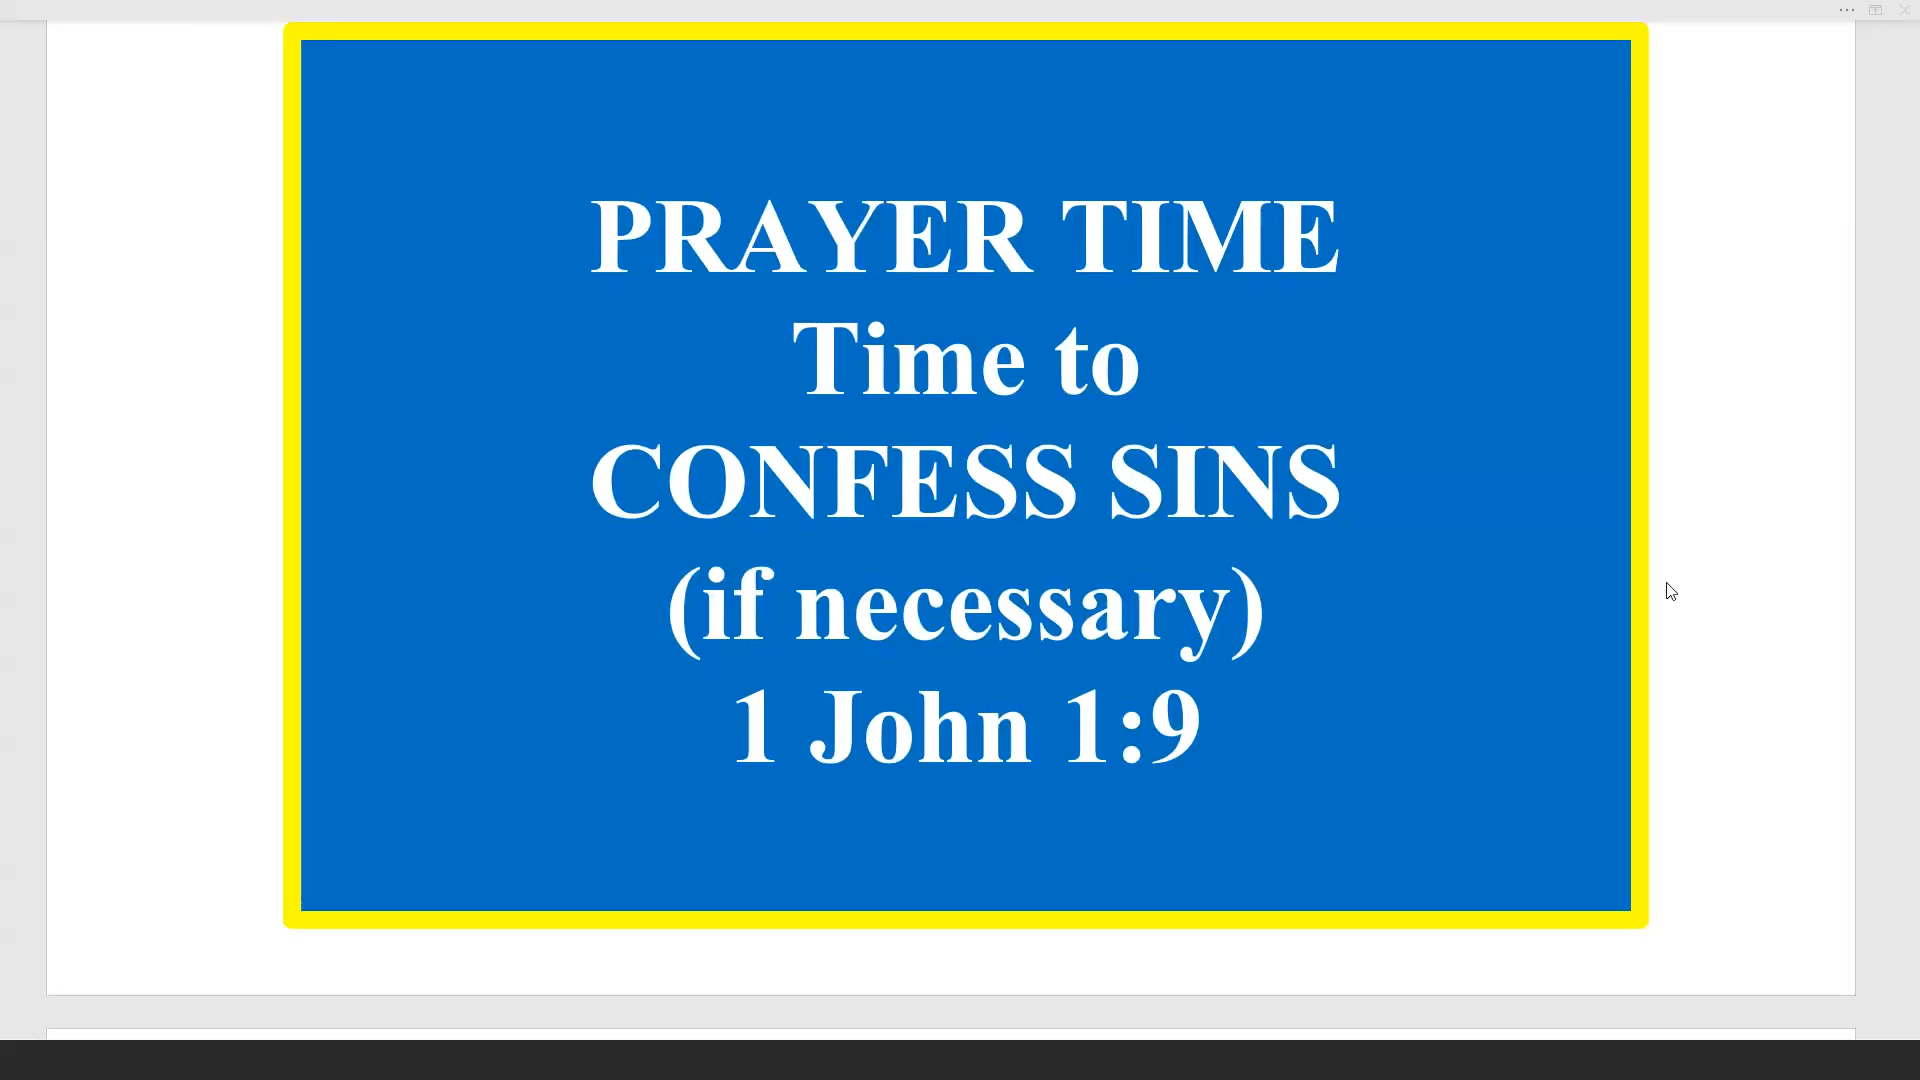 PRAYER TIME
Time to
CONFESS SINS
(if necessary)
1 John 1:9